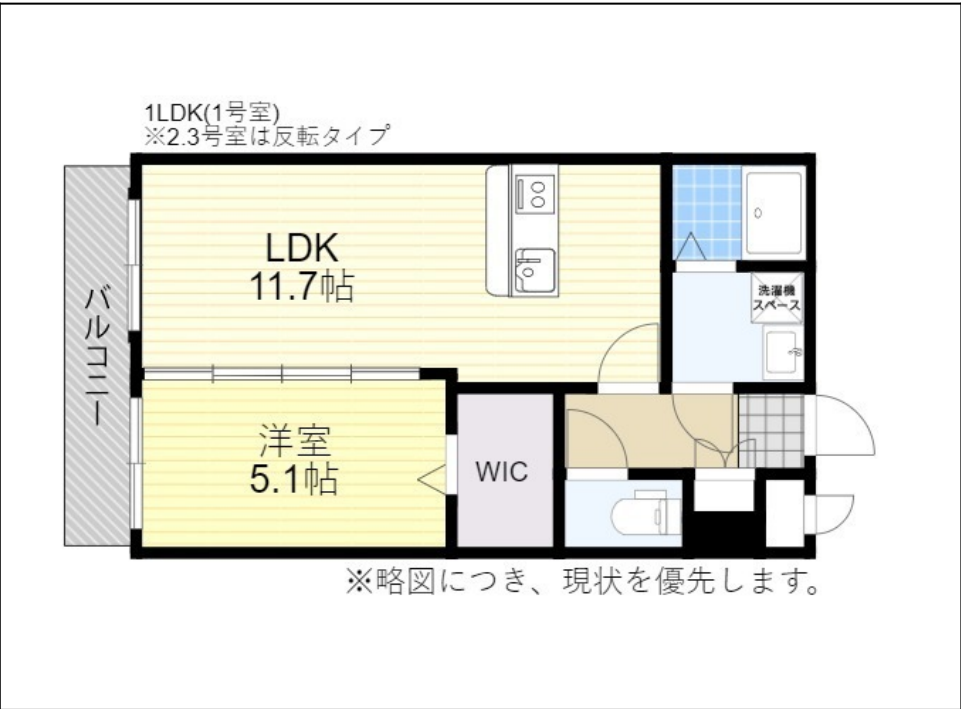 1LDK(1号室)
※2.3号室は反転タイプ
LDK
11.7帖
洗濯機
スペース
バルコニー
洋室
5.1帖
WIC
※略図につき、現状を優先します。